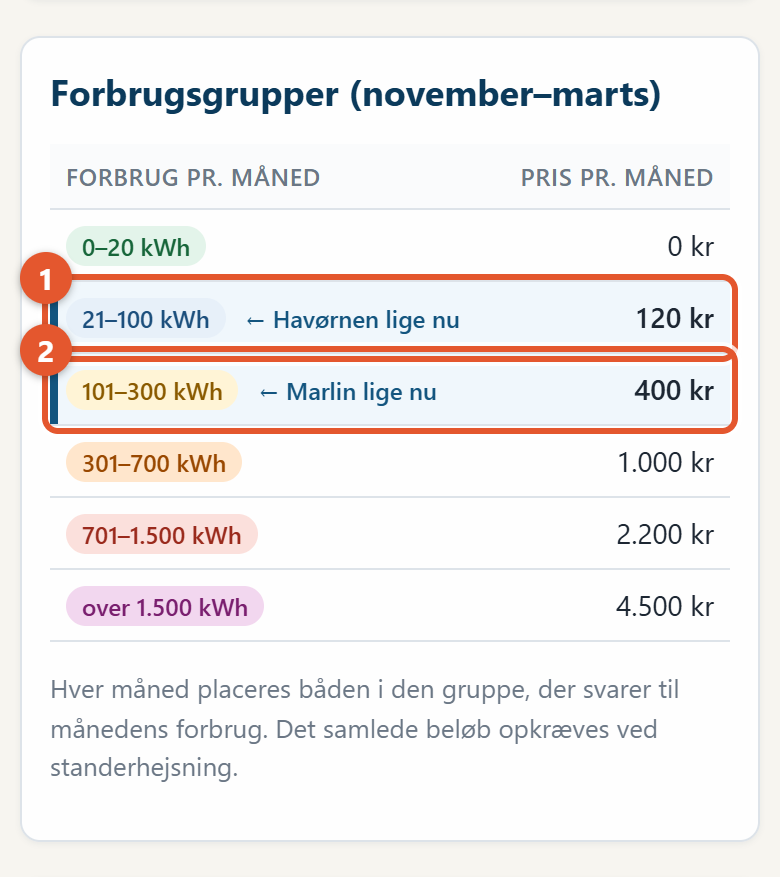 Forbrugsgrupper (november–marts)
FORBRUG PR. MÅNED PRIS PR. MÅNED
0–20 kWh 0 kr
1
21–100 kWh ← Havørnen lige nu 120 kr
2
101–300 kWh ← Marlin lige nu 400 kr
301–700 kWh 1.000 kr
701–1.500 kWh 2.200 kr
over 1.500 kWh 4.500 kr
Hver måned placeres båden i den gruppe, der svarer til
månedens forbrug. Det samlede beløb opkræves ved
standerhejsning.